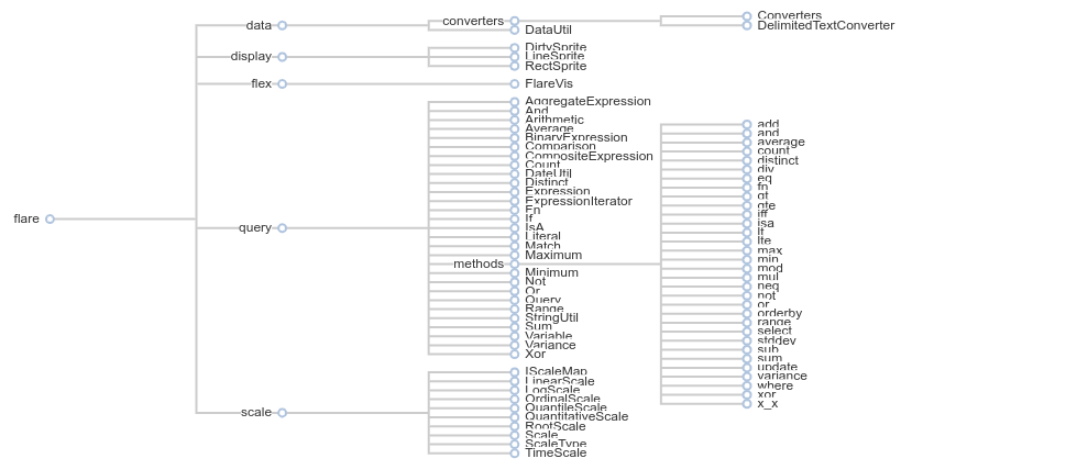 flare
data
converters
Converters
DelimitedTextConverter
DataUtil
display
DirtySprite
LineSprite
RectSprite
flex
FlareVis
query
AggregateExpression
And
Arithmetic
Average
BinaryExpression
Comparison
CompositeExpression
Count
DateUtil
Distinct
Expression
ExpressionIterator
Fn
If
IsA
Literal
Match
Maximum
methods
add
and
average
count
distinct
div
eq
fn
gt
gte
iff
isa
lt
lte
max
min
mod
mul
neq
not
or
orderby
range
select
stddev
sub
sum
update
variance
where
xor
x_x
Minimum
Not
Or
Query
Range
StringUtil
Sum
Variable
Variance
Xor
scale
IScaleMap
LinearScale
LogScale
OrdinalScale
QuantileScale
QuantitativeScale
RootScale
Scale
ScaleType
TimeScale